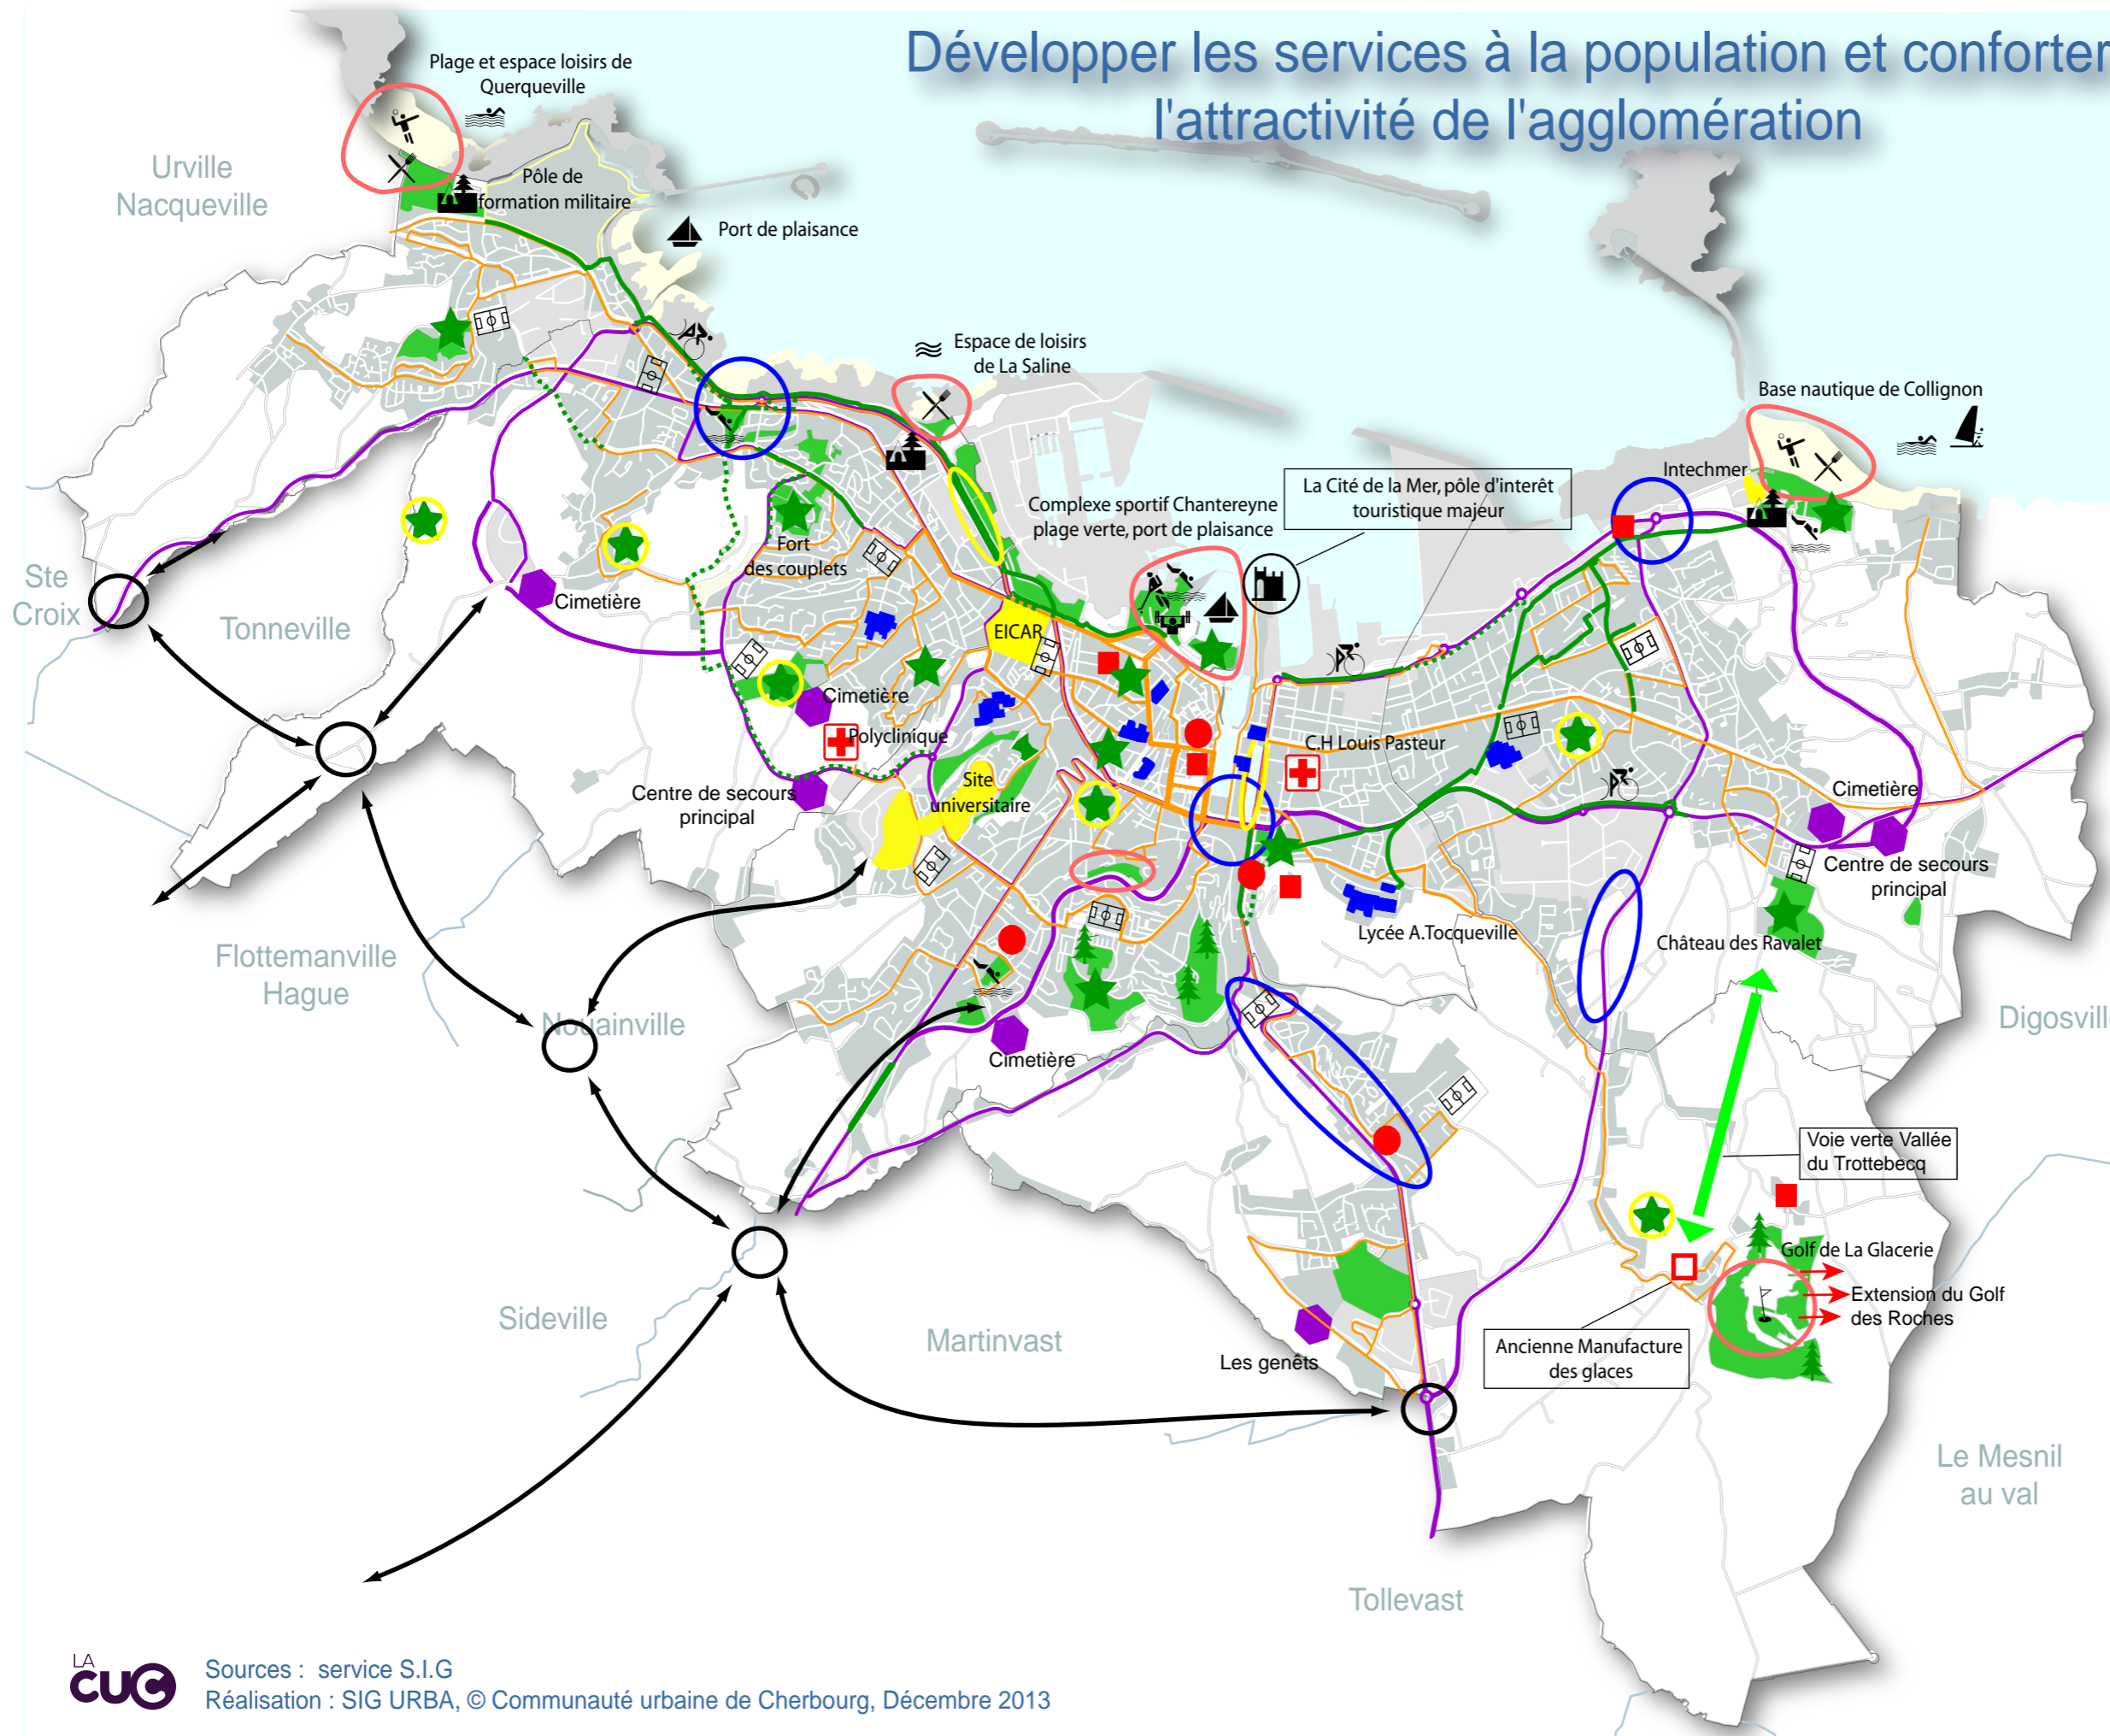 Développer les services à la population et conforter
l'attractivité de l'agglomération
Plage et espace loisirs de
Querqueville
Urville
Nacqueville
Pôle de
formation militaire
Port de plaisance
Espace de loisirs
de La Saline
Base nautique de Collignon
Intechmer
La Cité de la Mer, pôle d'interêt
touristique majeur
Complexe sportif Chantereyne
plage verte, port de plaisance
Fort
des couplets
Ste
Croix
Tonneville
Cimetière
EICAR
Cimetière
Polyclinique
C.H Louis Pasteur
Site
universitaire
Centre de secours
principal
Cimetière
Centre de secours
principal
Lycée A.Tocqueville
Château des Ravalet
Flottemanville
Hague
Nouainville
Digosville
Cimetière
Voie verte Vallée
du Trottebecq
Golf de La Glacerie
Extension du Golf
des Roches
Sideville
Martinvast
Les genêts
Ancienne Manufacture
des glaces
Le Mesnil
au val
Tollevast
LA
CUC
Sources : service S.I.G
Réalisation : SIG URBA, © Communauté urbaine de Cherbourg, Décembre 2013